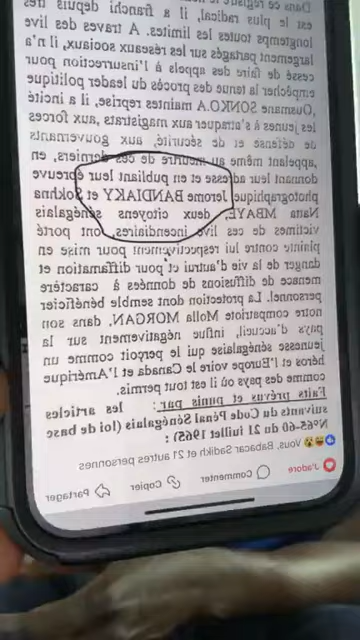 Dans ce registre
est le plus radical, il a franchi depuis très
longtemps toutes les limites. A traves des live
largement partagés sur les réseaux sociaux, il n'a
cessé de faire des appels à l'insurrection pour
empêcher la tenue des procès du leader politique
,Ousmane SONKO.A maintes reprise, il a incité
les jeunes à s'attaquer aux magistrats, aux forces
de défense et de sécurité, aux gouvernants
appelant même au meurtre de ces derniers, en
donnant leur adresse et en publiant leur épreuve
photographique Jerome BANDIAKY et Sokhna
Nata MBAYE, deux citoyens sénégalais
victimes de ces live incendiaires, ont porté
plainte contre lui respectivement pour mise en
danger de la vie d'autrui et pour diffamation et
menace de diffusions de données à caractère
personnel. La protection dont semble bénéficier
notre compatriote Molla MORGAN, dans son
pays d'accueil, influe négativement sur la
jeunesse sénégalaise qui le perçoit comme un
héros et l'Europe voire le Canada et l'Amérique
comme des pays où il est tout permis.
Faits prévus et punis par : les articles
suivants du Code Pénal Sénégalais (loi de base
N°65-60 du 21 juillet 1965) :
Vous, Babacar Sadikh et 21 autres personnes
J'adore Commenter Copier Partager